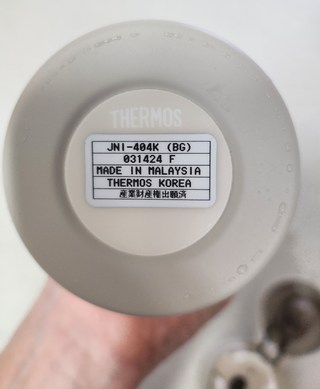 THERMOS
JNI-404K (BG)
031424 F
MADE IN MALAYSIA
THERMOS KOREA
産業財産権出願済